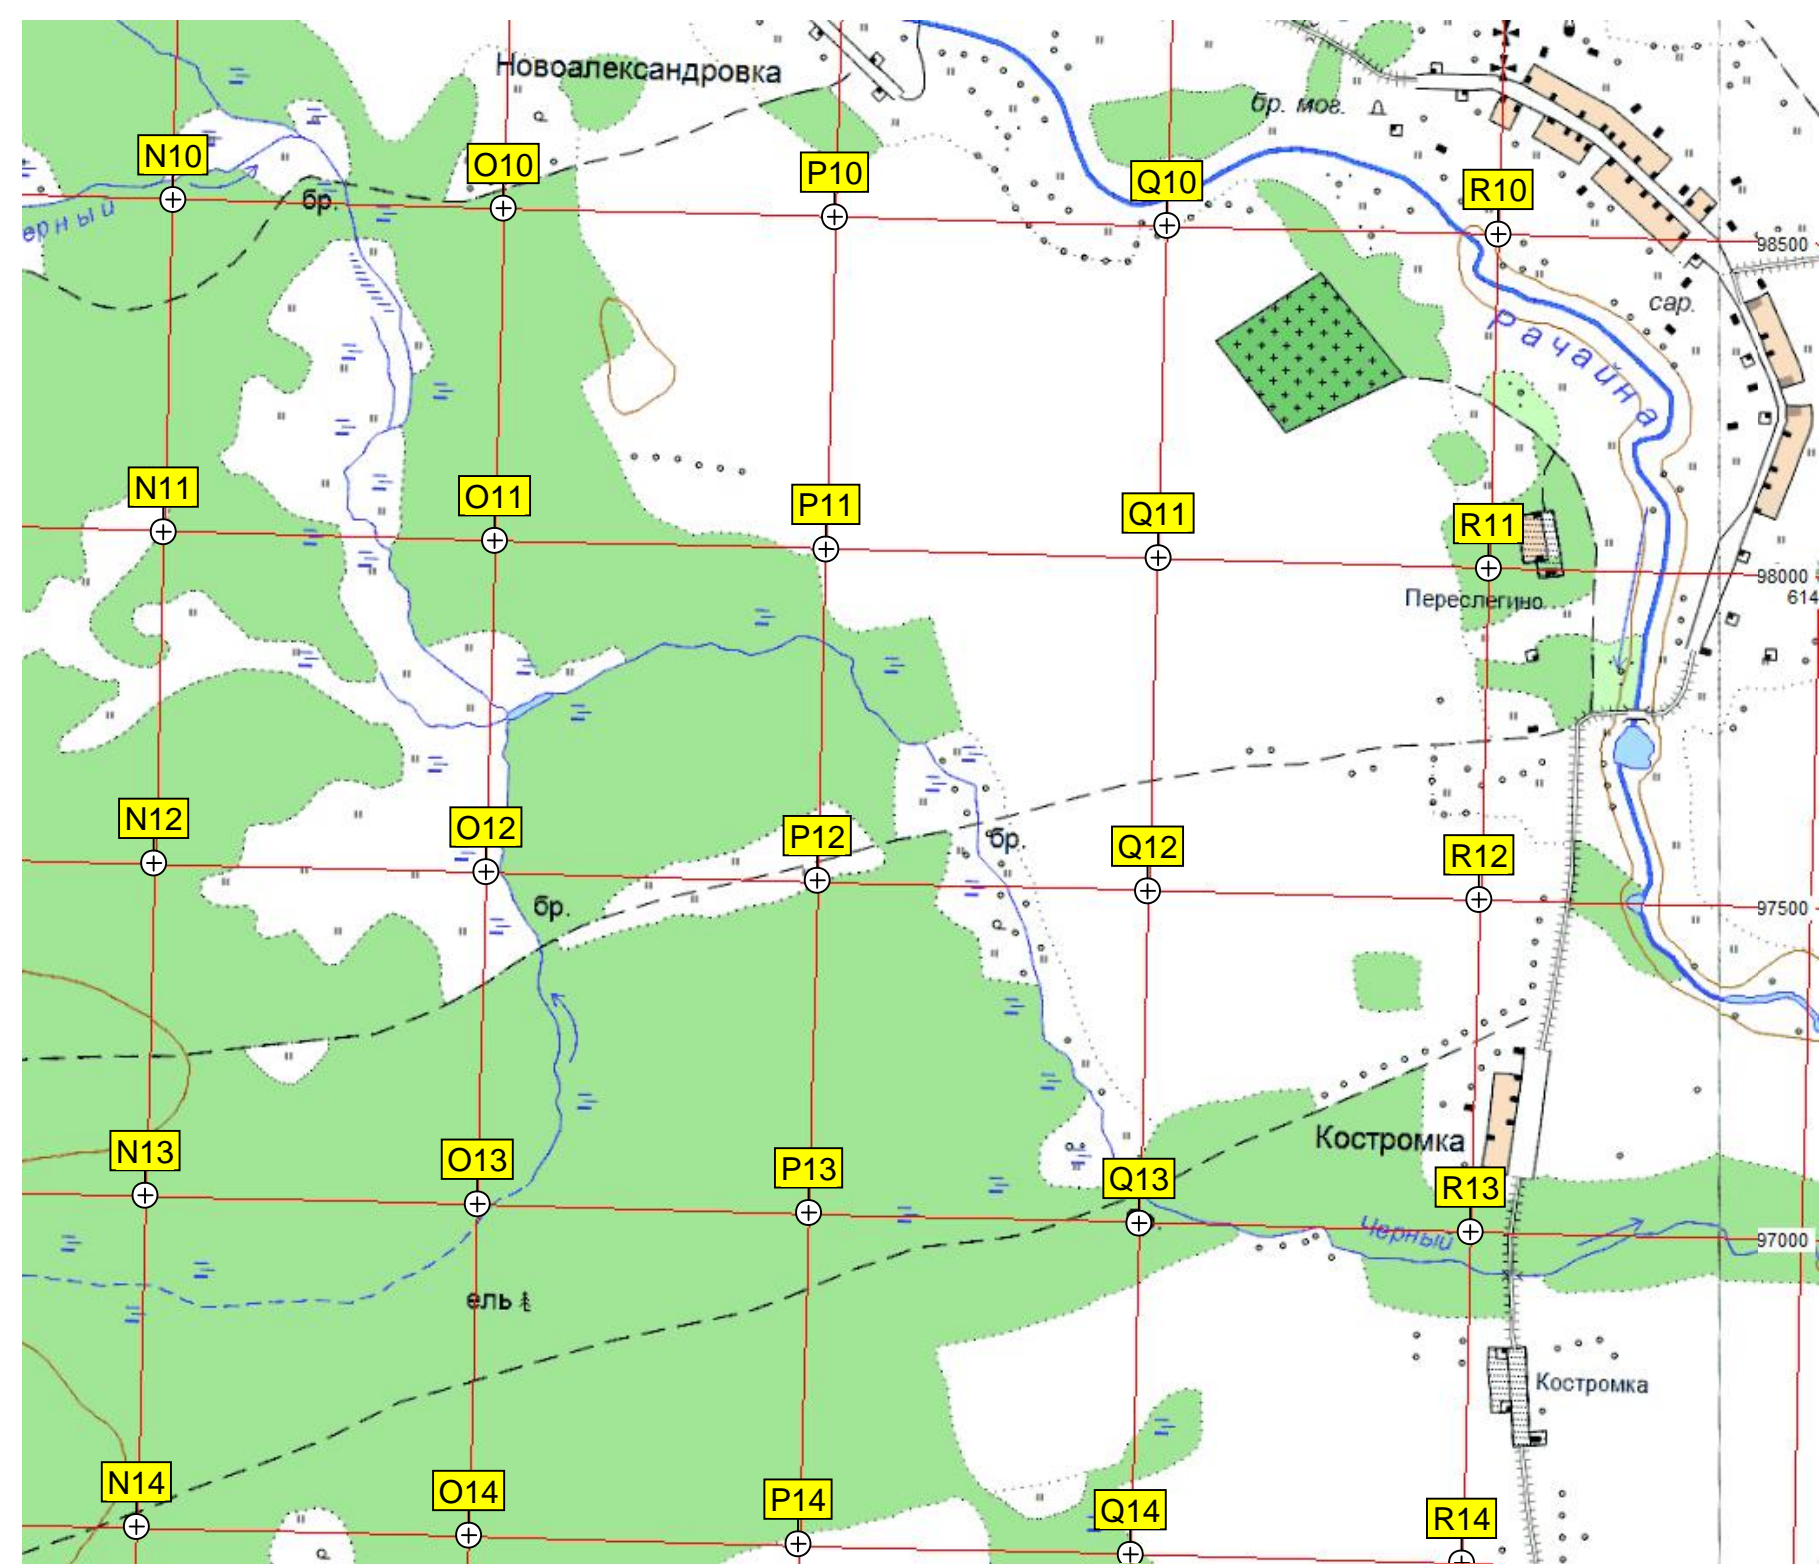 Новоалександровка
бр. мог.
N10
O10
P10
Q10
R10
бр.
ерный
98500
сар.
Рачайна
N11
O11
P11
Q11
R11
98000
Переслегино
614
N12
O12
P12
Q12
R12
бр.
бр.
97500
Костромка
N13
O13
P13
Q13
R13
Черный
97000
ель
Костромка
N14
O14
P14
Q14
R14